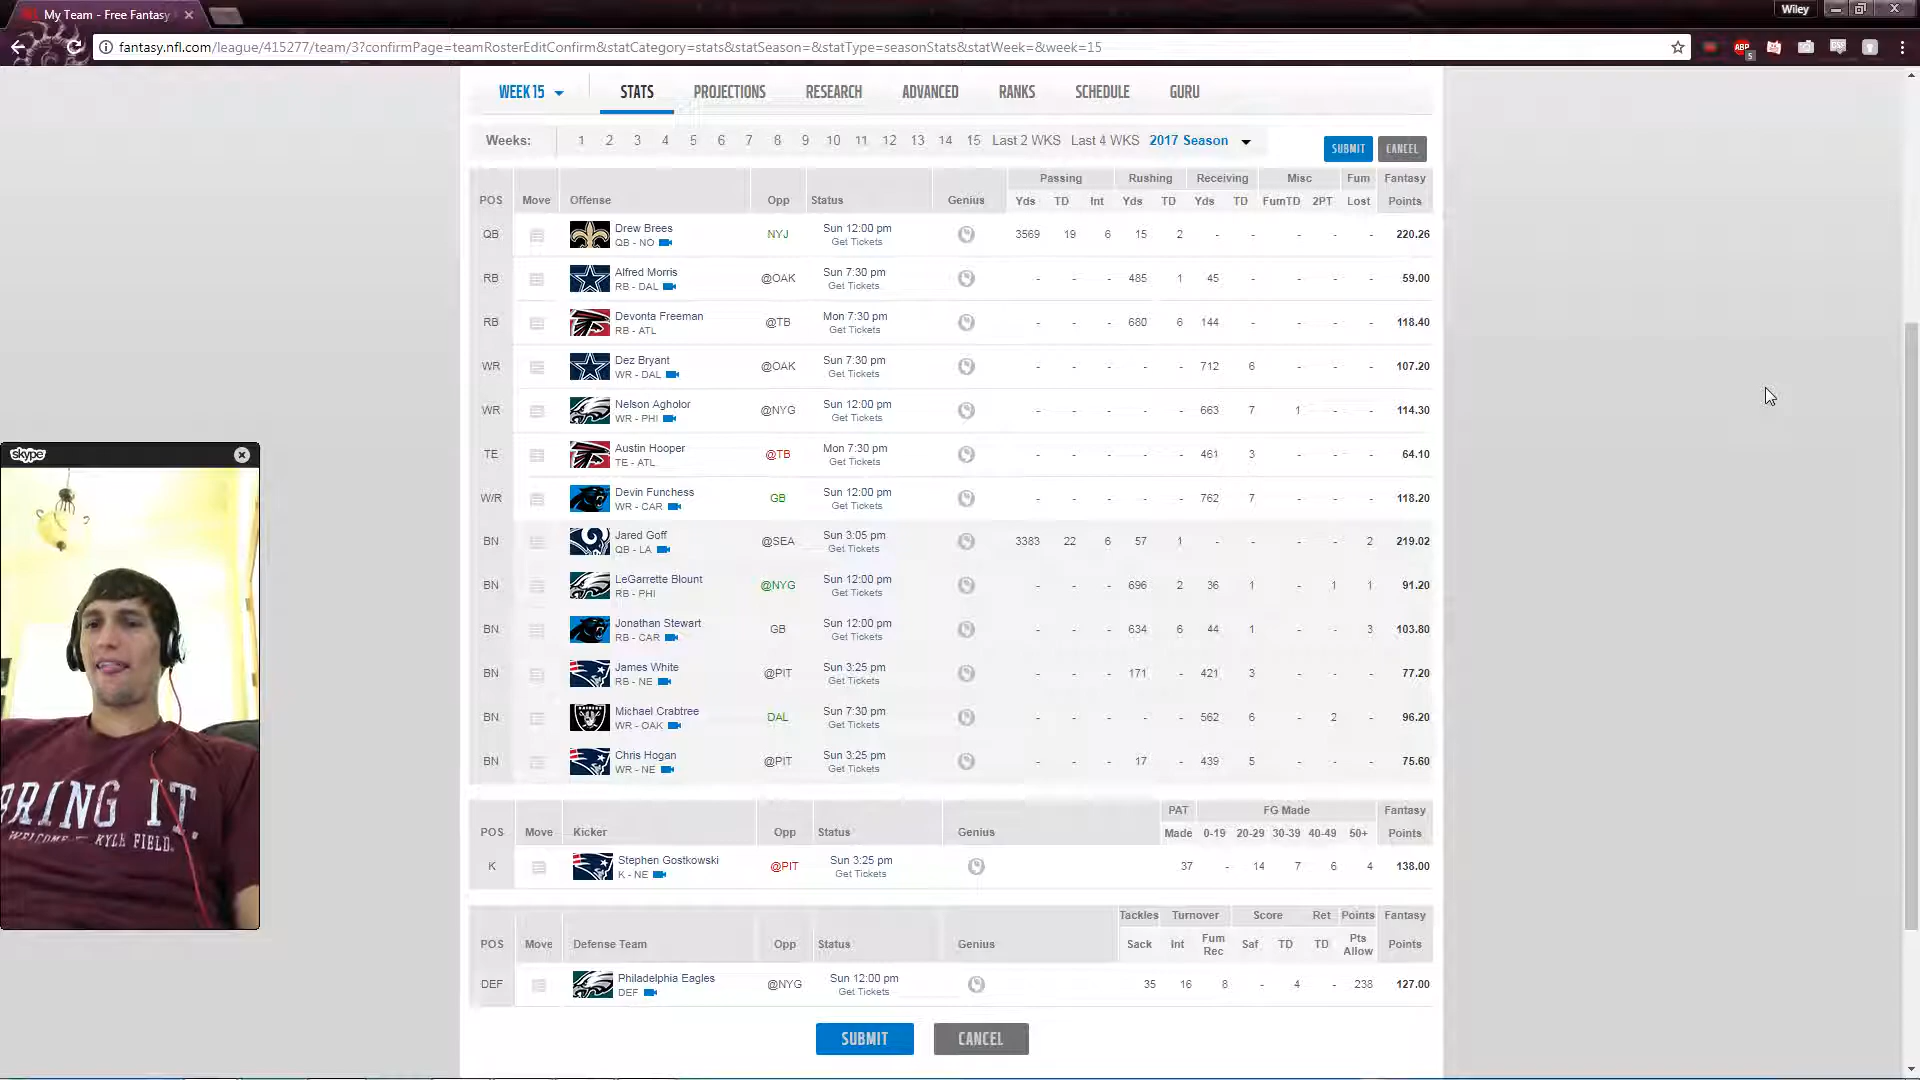 My Team - Free Fantasy
Wiley
fantasy.nfl.com/league/415277/team/3?confirmPage=teamRosterEditConfirm&statCategory=stats&statSeason=&statType=seasonStats&statWeek=&week=15
ABP 5
WEEK 15 STATS PROJECTIONS RESEARCH ADVANCED RANKS SCHEDULE GURU
Weeks: 1 2 3 4 5 6 7 8 9 10 11 12 13 14 15 Last 2 WKS Last 4 WKS 2017 Season SUBMIT CANCEL
Passing Rushing Receiving Misc Fum Fantasy
POS Move Offense Opp Status Genius Yds TD Int Yds TD Yds TD FumTD 2PT Lost Points
QB Drew Brees NYJ Sun 12:00 pm 3569 19 6 15 2 - - - - - 220.26
QB - NO Get Tickets
RB Alfred Morris @OAK Sun 7:30 pm - - - 485 1 45 - - - - 59.00
RB - DAL Get Tickets
RB Devonta Freeman @TB Mon 7:30 pm - - - 680 6 144 - - - - 118.40
RB - ATL Get Tickets
WR Dez Bryant @OAK Sun 7:30 pm - - - - - 712 6 - - - 107.20
WR - DAL Get Tickets
WR Nelson Agholor @NYG Sun 12:00 pm - - - - - 663 7 1 - - 114.30
WR - PHI Get Tickets
TE Austin Hooper @TB Mon 7:30 pm - - - - - 461 3 - - - 64.10
TE - ATL Get Tickets
W/R Devin Funchess GB Sun 12:00 pm - - - - - 762 7 - - - 118.20
WR - CAR Get Tickets
BN Jared Goff @SEA Sun 3:05 pm 3383 22 6 57 1 - - - - 2 219.02
QB - LA Get Tickets
BN LeGarrette Blount @NYG Sun 12:00 pm - - - 696 2 36 1 - 1 1 91.20
RB - PHI Get Tickets
BN Jonathan Stewart GB Sun 12:00 pm - - - 634 6 44 1 - - 3 103.80
RB - CAR Get Tickets
BN James White @PIT Sun 3:25 pm - - - 171 - 421 3 - - - 77.20
RB - NE Get Tickets
BN Michael Crabtree DAL Sun 7:30 pm - - - - - 562 6 - 2 - 96.20
WR - OAK Get Tickets
BN Chris Hogan @PIT Sun 3:25 pm - - - 17 - 439 5 - - - 75.60
WR - NE Get Tickets
PAT FG Made Fantasy
POS Move Kicker Opp Status Genius Made 0-19 20-29 30-39 40-49 50+ Points
K Stephen Gostkowski @PIT Sun 3:25 pm 37 - 14 7 6 4 138.00
K - NE Get Tickets
Tackles Turnover Score Ret Points Fantasy
POS Move Defense Team Opp Status Genius Sack Int Fum Rec Saf TD TD Pts Allow Points
DEF Philadelphia Eagles @NYG Sun 12:00 pm 35 16 8 - 4 - 238 127.00
DEF Get Tickets
SUBMIT CANCEL
skype
BRING IT.
WELCOME KYLE FIELD.